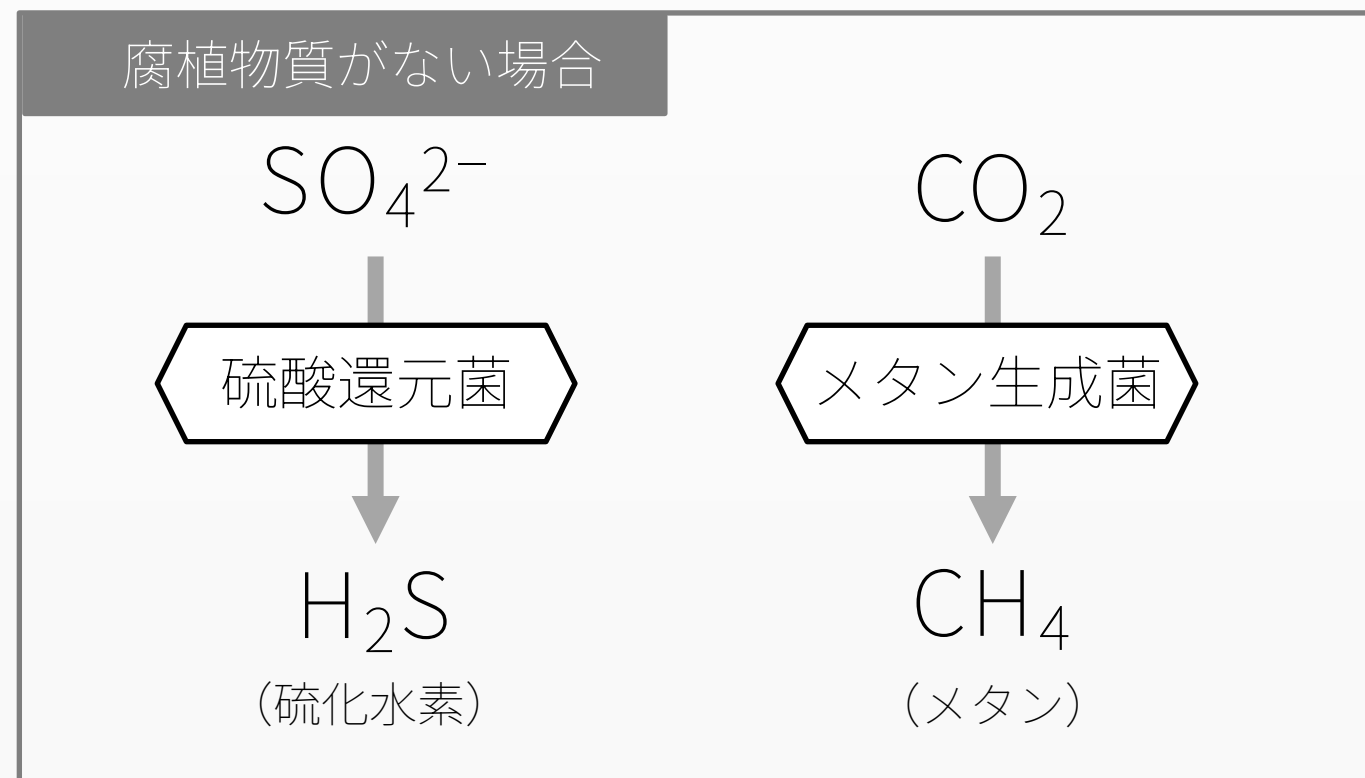 腐植物質がない場合
SO₄²⁻
CO₂
硫酸還元菌
メタン生成菌
H₂S
CH₄
（硫化水素）
（メタン）